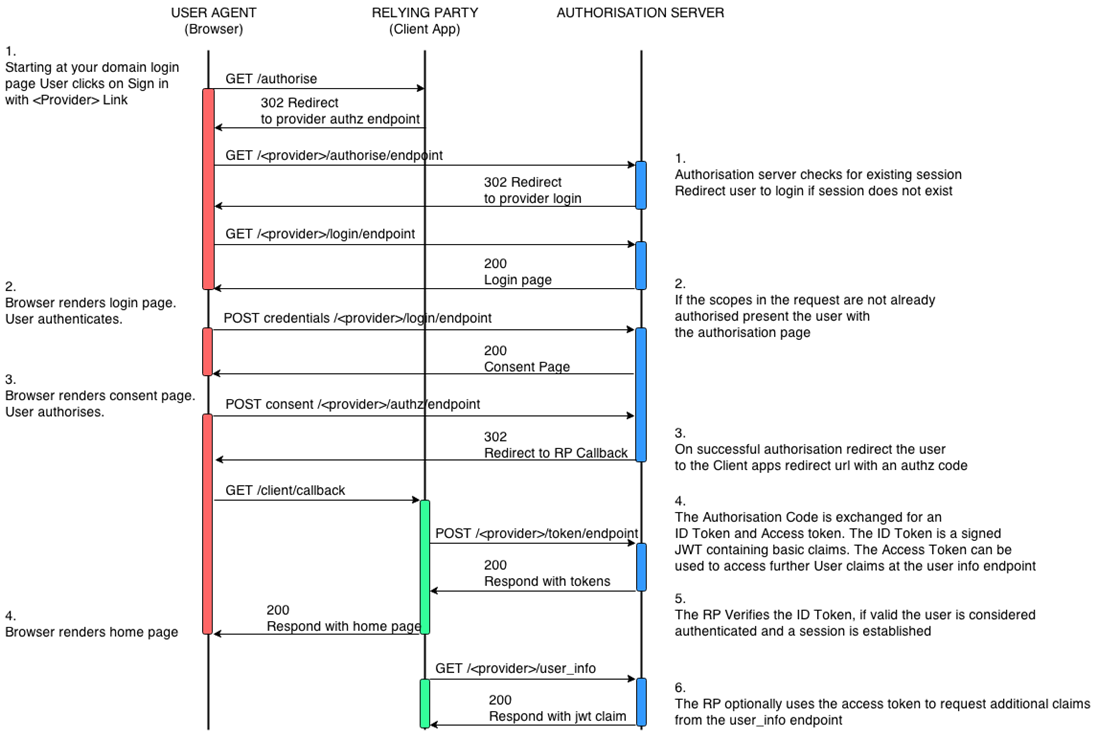 USER AGENT
(Browser)
RELYING PARTY
(Client App)
AUTHORISATION SERVER
1.
Starting at your domain login
page User clicks on Sign in
with <Provider> Link
GET /authorise
302 Redirect
to provider authz endpoint
GET /<provider>/authorise/endpoint
1.
Authorisation server checks for existing session
Redirect user to login if session does not exist
302 Redirect
to provider login
GET /<provider>/login/endpoint
200
Login page
2.
Browser renders login page.
User authenticates.
2.
If the scopes in the request are not already
authorised present the user with
the authorisation page
POST credentials /<provider>/login/endpoint
200
Consent Page
3.
Browser renders consent page.
User authorises.
POST consent /<provider>/authz/endpoint
302
Redirect to RP Callback
3.
On successful authorisation redirect the user
to the Client apps redirect url with an authz code
GET /client/callback
4.
The Authorisation Code is exchanged for an
ID Token and Access token. The ID Token is a signed
JWT containing basic claims. The Access Token can be
used to access further User claims at the user info endpoint
POST /<provider>/token/endpoint
200
Respond with tokens
5.
The RP Verifies the ID Token, if valid the user is considered
authenticated and a session is established
4.
Browser renders home page
200
Respond with home page
GET /<provider>/user_info
200
Respond with jwt claim
6.
The RP optionally uses the access token to request additional claims
from the user_info endpoint